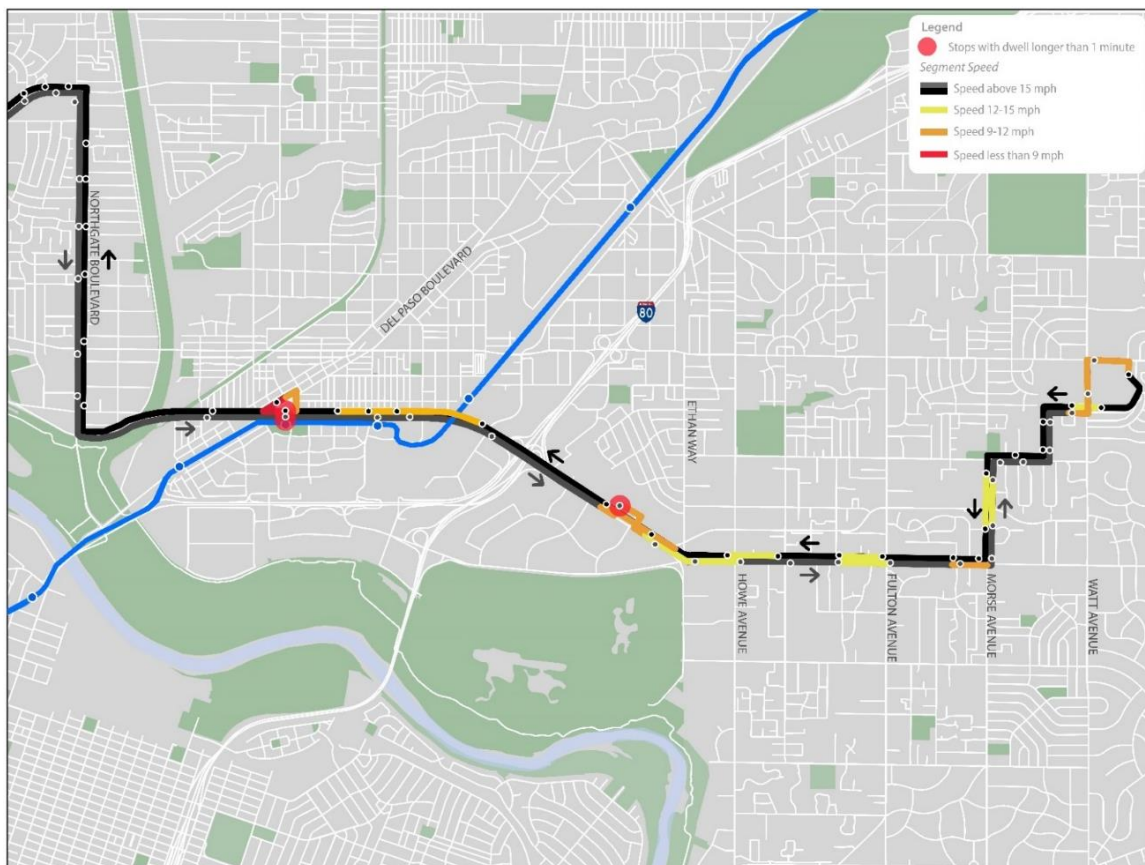 Legend
Stops with dwell longer than 1 minute
Segment Speed
Speed above 15 mph
Speed 12-15 mph
Speed 9-12 mph
Speed less than 9 mph
NORTHGATE BOULEVARD
DEL PASO BOULEVARD
80
ETHAN WAY
HOWE AVENUE
FULTON AVENUE
MORSE AVENUE
WATT AVENUE